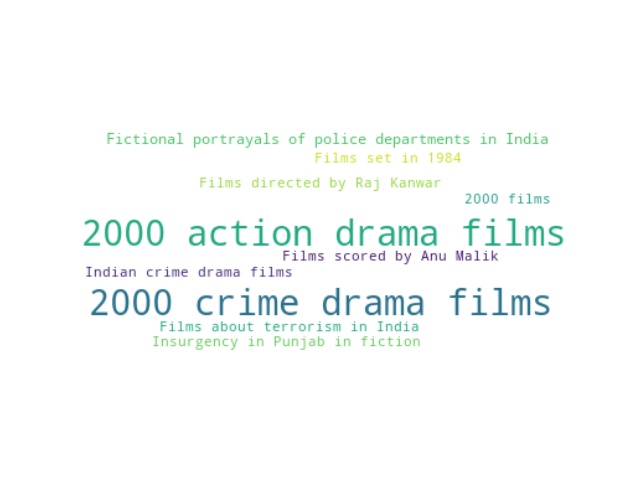 Fictional portrayals of police departments in India
Films set in 1984
Films directed by Raj Kanwar
2000 films
2000 action drama films
Films scored by Anu Malik
Indian crime drama films
2000 crime drama films
Films about terrorism in India
Insurgency in Punjab in fiction